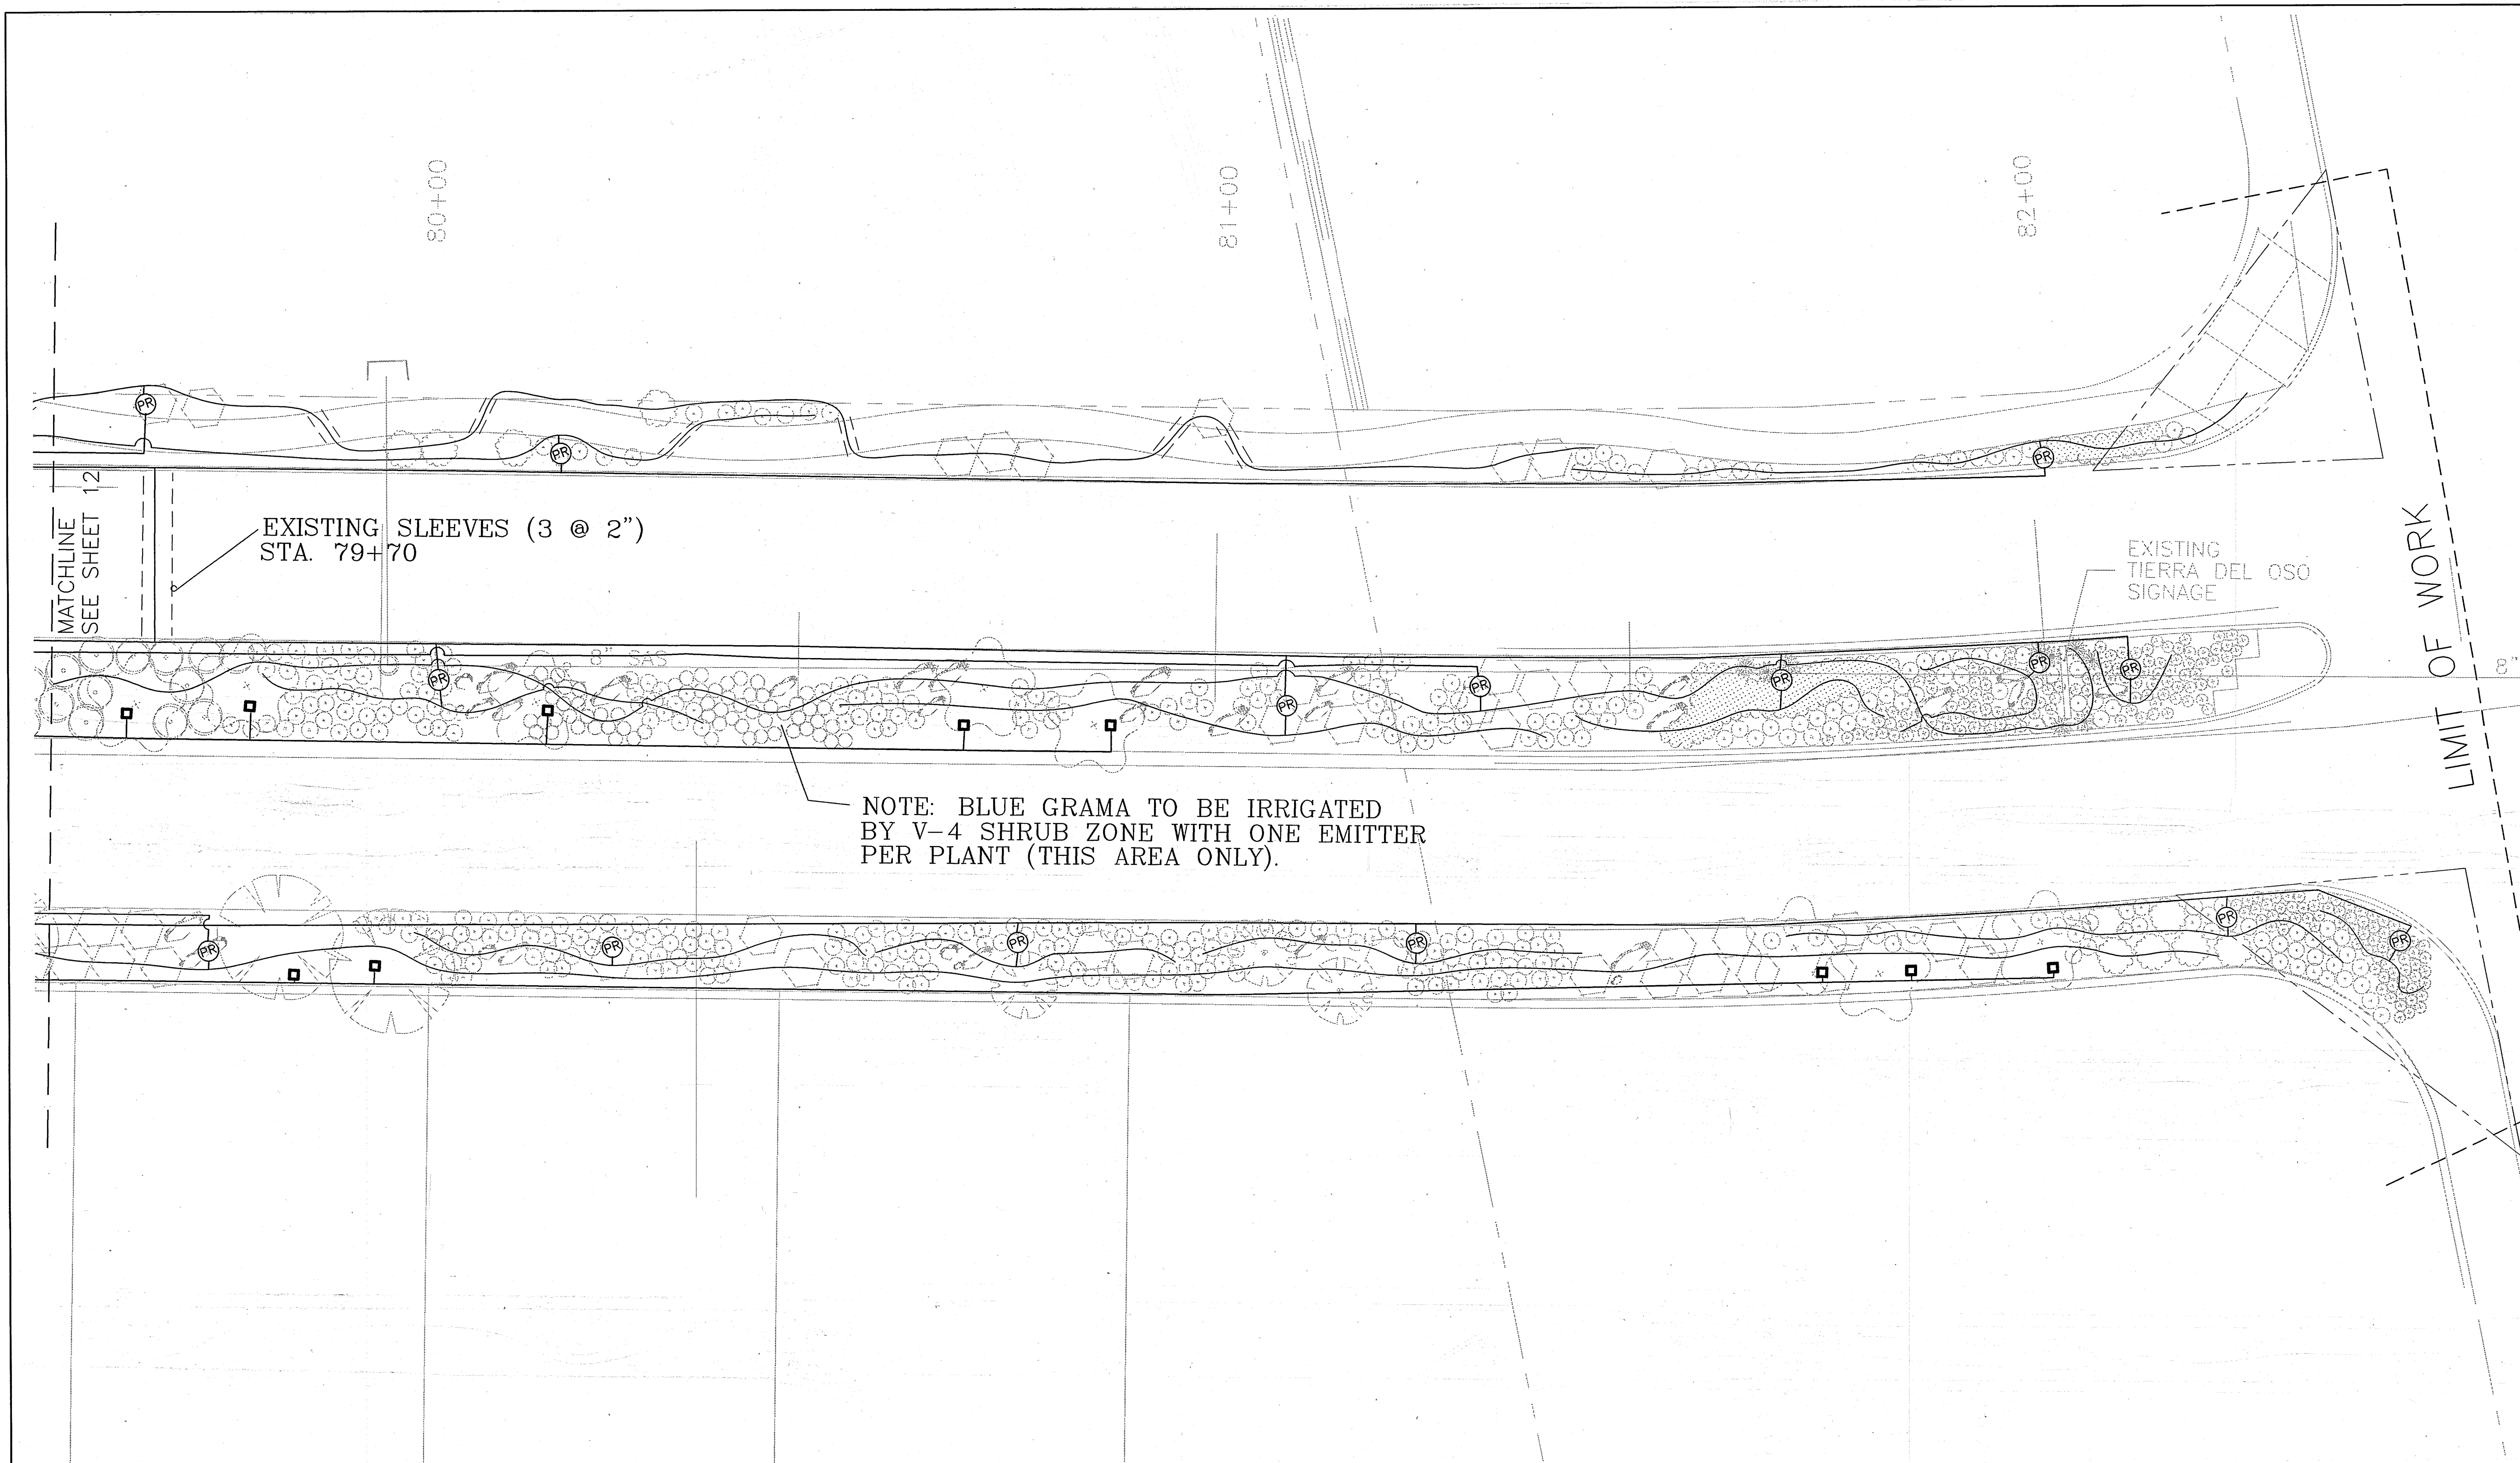 80+00
81+00
82+00
PR
PR
PR
MATCHLINE
SEE SHEET 12
EXISTING SLEEVES (3 @ 2")
STA. 79+70
EXISTING
TIERRA DEL OSO
SIGNAGE
LIMIT OF WORK
8" SAS
PR
PR
PR
PR
PR
PR
8"
NOTE: BLUE GRAMA TO BE IRRIGATED
BY V-4 SHRUB ZONE WITH ONE EMITTER
PER PLANT (THIS AREA ONLY).
PR
PR
PR
PR
PR
PR